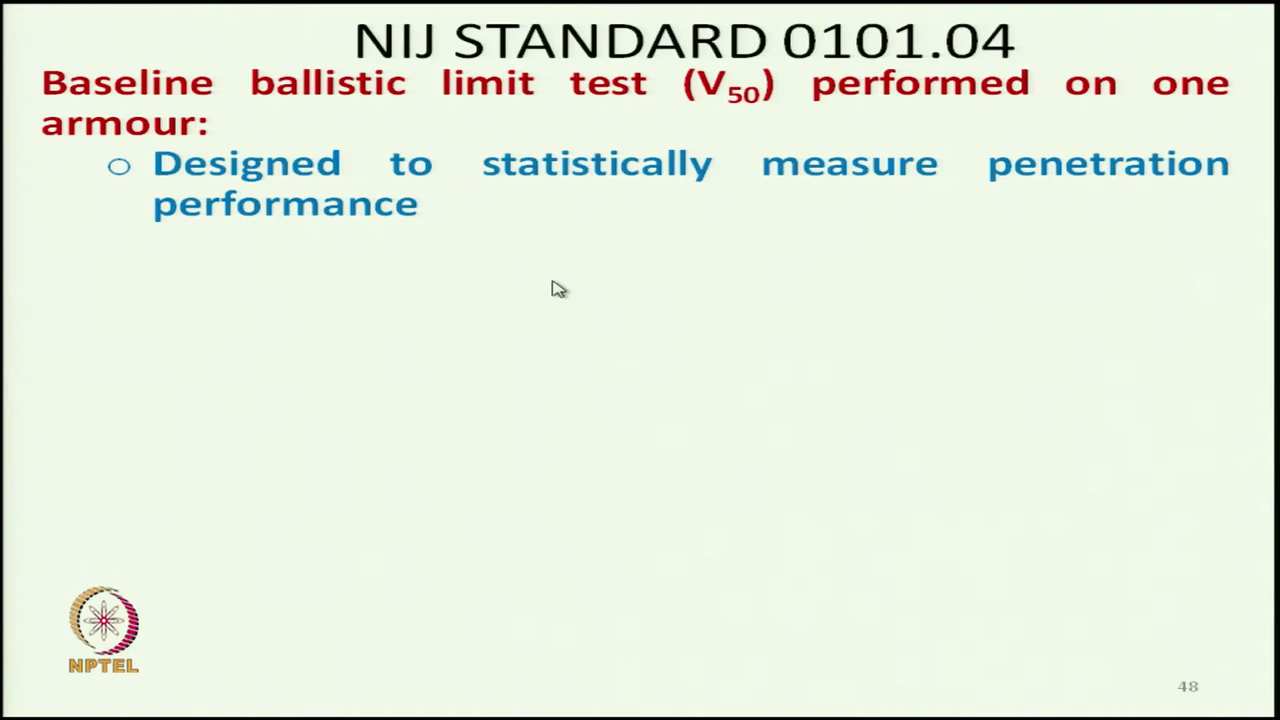 NIJ STANDARD 0101.04
Baseline ballistic limit test (V50) performed on one
armour:
○ Designed to statistically measure penetration
performance
NPTEL
48